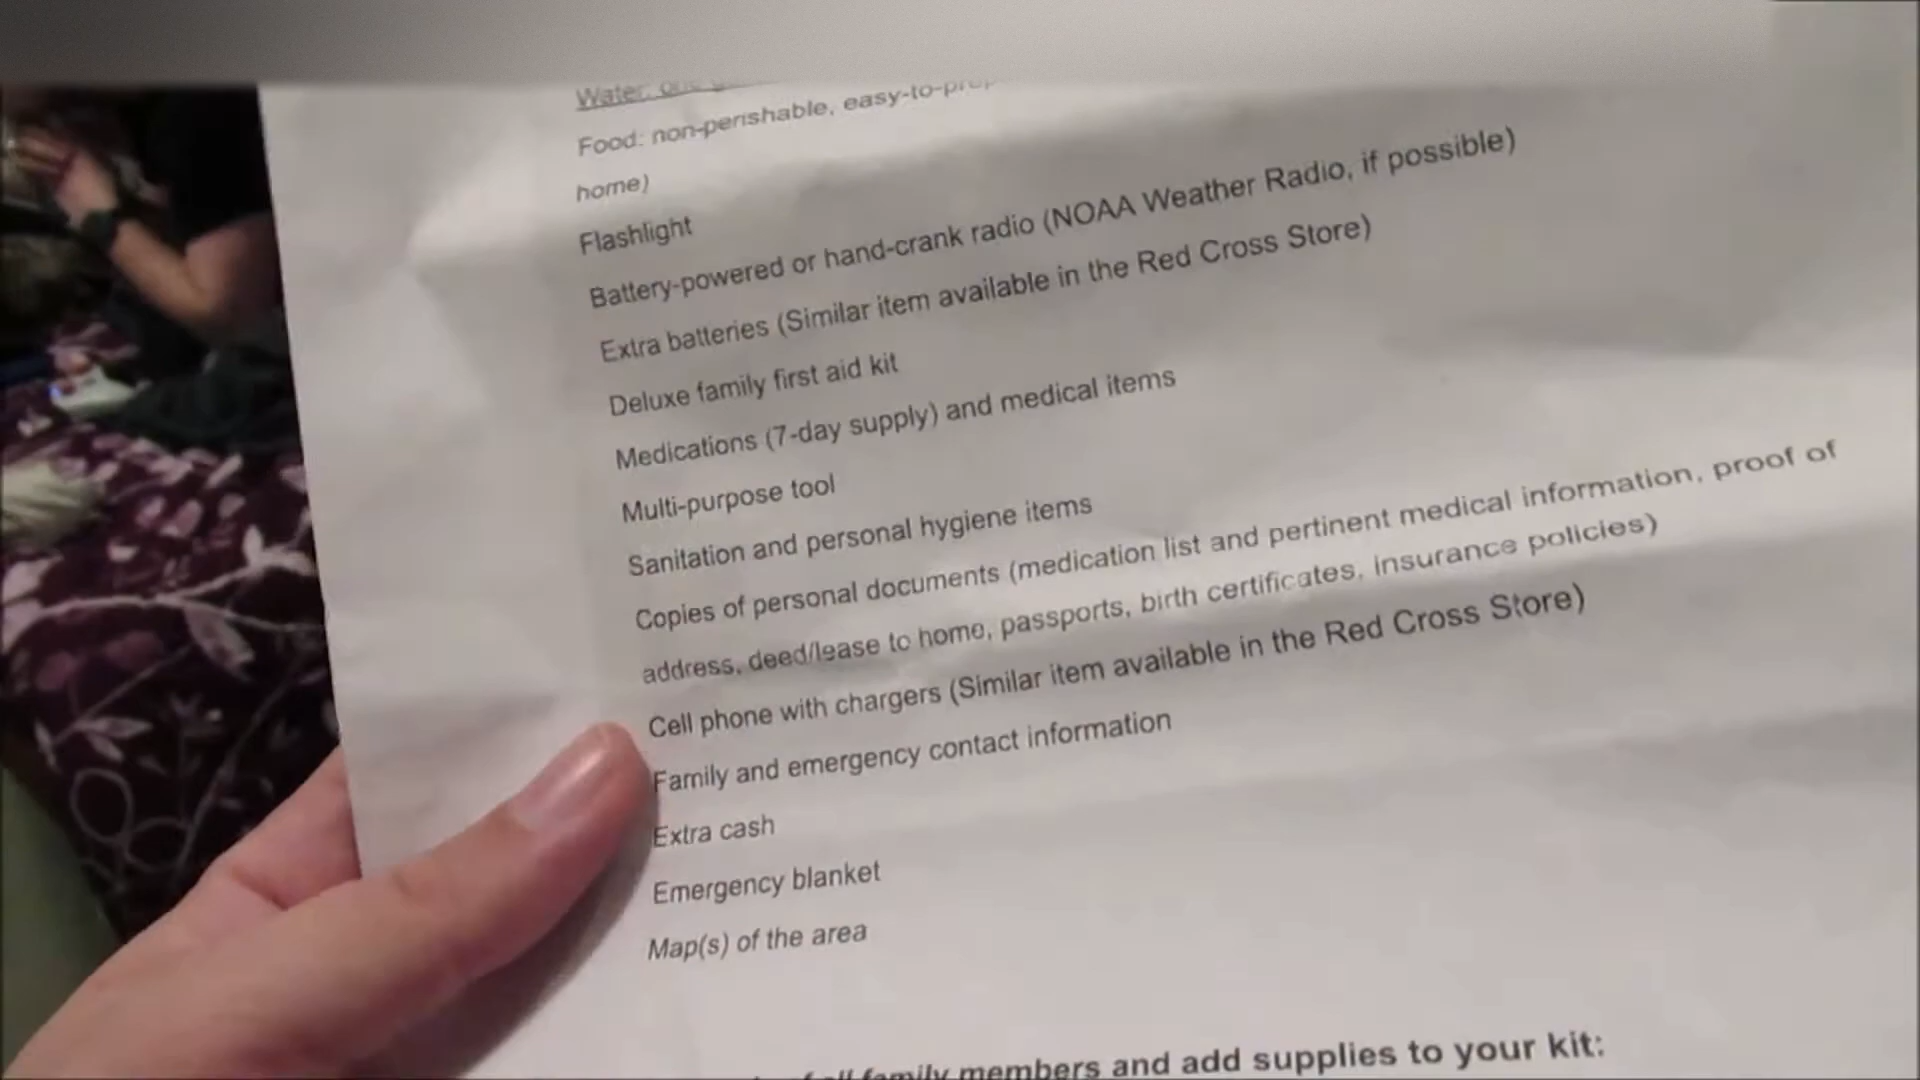 Water: one
Food: non-perishable, easy-to-prep
home)
Flashlight
Battery-powered or hand-crank radio (NOAA Weather Radio, if possible)
Extra batteries (Similar item available in the Red Cross Store)
Deluxe family first aid kit
Medications (7-day supply) and medical items
Multi-purpose tool
Sanitation and personal hygiene items
Copies of personal documents (medication list and pertinent medical information, proof of
address, deed/lease to home, passports, birth certificates, insurance policies)
Cell phone with chargers (Similar item available in the Red Cross Store)
Family and emergency contact information
Extra cash
Emergency blanket
Map(s) of the area
all family members and add supplies to your kit: